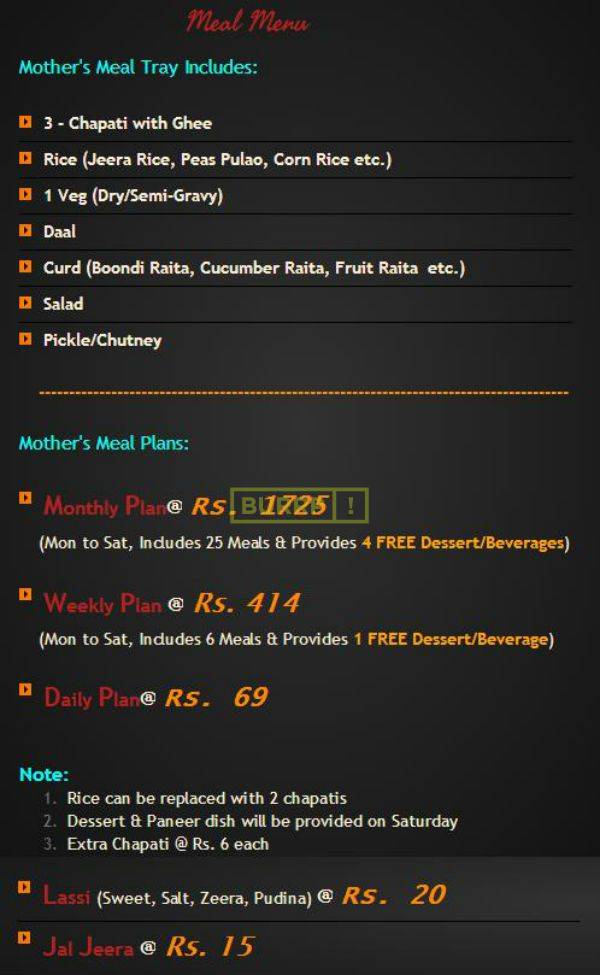 Meal Menu
Mother's Meal Tray Includes:
3 - Chapati with Ghee
Rice (Jeera Rice, Peas Pulao, Corn Rice etc.)
1 Veg (Dry/Semi-Gravy)
Daal
Curd (Boondi Raita, Cucumber Raita, Fruit Raita etc.)
Salad
Pickle/Chutney
Mother's Meal Plans:
Monthly Plan@ Rs. 1725
(Mon to Sat, Includes 25 Meals & Provides 4 FREE Dessert/Beverages)
Weekly Plan @ Rs. 414
(Mon to Sat, Includes 6 Meals & Provides 1 FREE Dessert/Beverage)
Daily Plan@ Rs. 69
Note:
1. Rice can be replaced with 2 chapatis
2. Dessert & Paneer dish will be provided on Saturday
3. Extra Chapati @ Rs. 6 each
Lassi (Sweet, Salt, Zeera, Pudina) @ Rs. 20
Jal Jeera @ Rs. 15